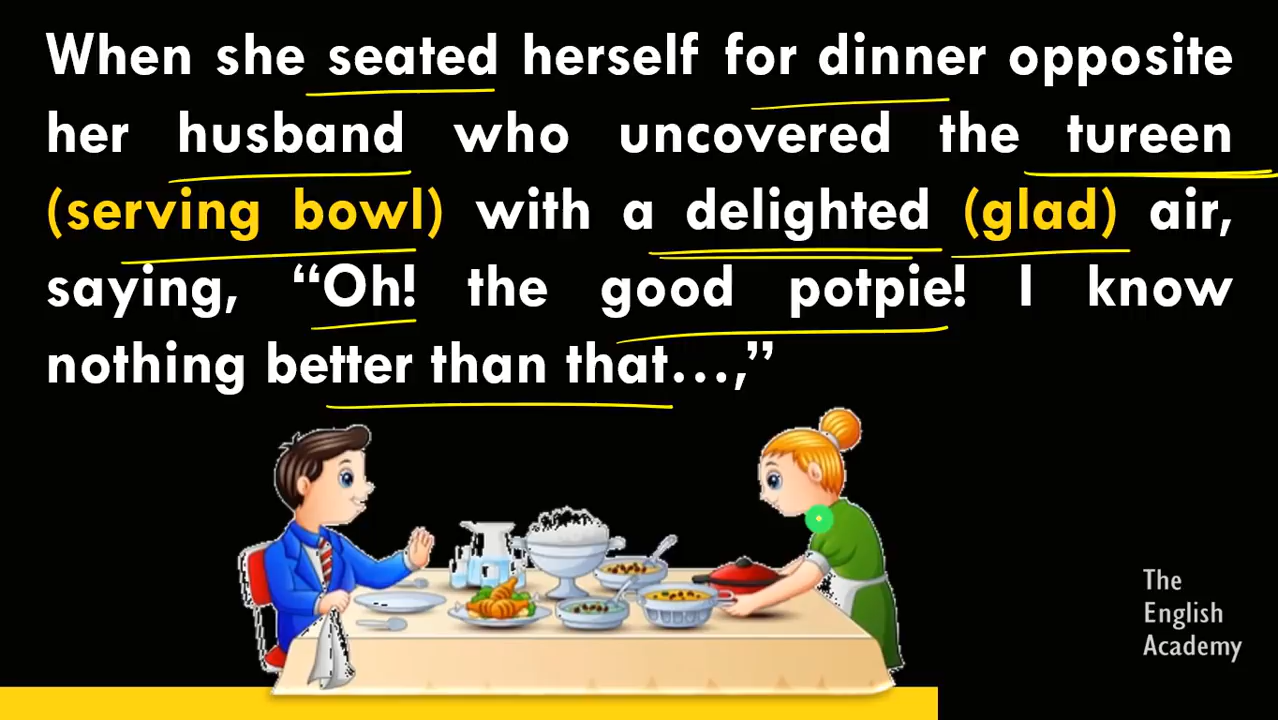 When she seated herself for dinner opposite
her husband who uncovered the tureen
(serving bowl) with a delighted (glad) air,
saying, “Oh! the good potpie! I know
nothing better than that...,”
The
English
Academy